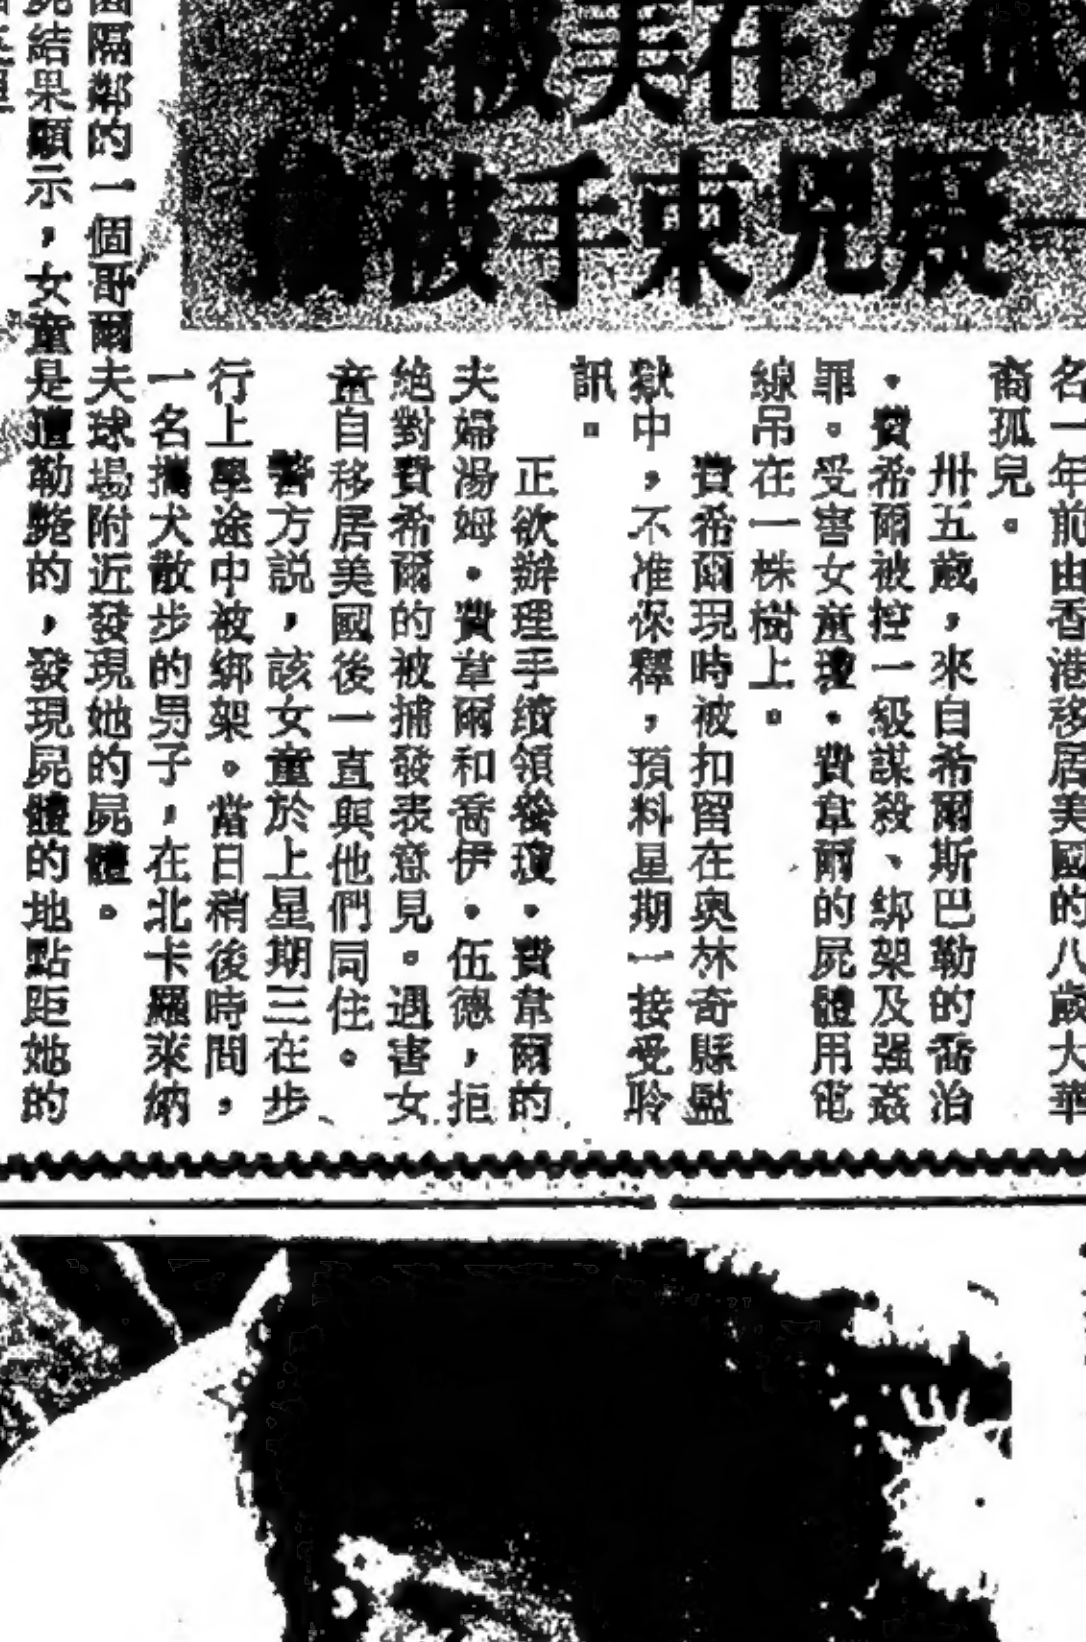 被美在女
一疑兇束手被
名一年前由香港移居美國的八歲大華
裔孤兒。
卅五歲，來自希爾斯巴勒的喬治
・費希爾被控一級謀殺、綁架及强姦
罪。受害女童瓊・費韋爾的屍體用電
線吊在一株樹上。
費希爾現時被扣留在奧林奇縣監
獄中，不准保釋，預料星期一接受聆
訊。
正欲辦理手續領養瓊・費韋爾的
夫婦湯姆・費韋爾和喬伊・伍德，拒
絶對費希爾的被捕發表意見。遇害女
童自移居美國後一直與他們同住。
警方説，該女童於上星期三在步
行上學途中被綁架。當日稍後時間，
一名攜犬散步的男子，在北卡羅萊納
隔鄰的一個哥爾夫球場附近發現她的屍體。
結果顯示，女童是遭勒斃的，發現屍體的地點距她的